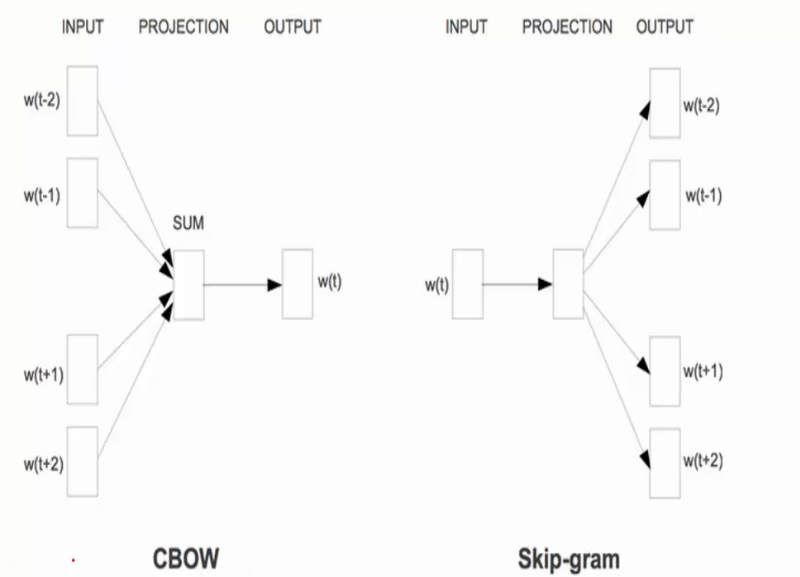 INPUT PROJECTION OUTPUT
w(t-2)
w(t-1)
SUM
w(t)
w(t+1)
w(t+2)
CBOW
INPUT PROJECTION OUTPUT
w(t-2)
w(t-1)
w(t)
w(t+1)
w(t+2)
Skip-gram